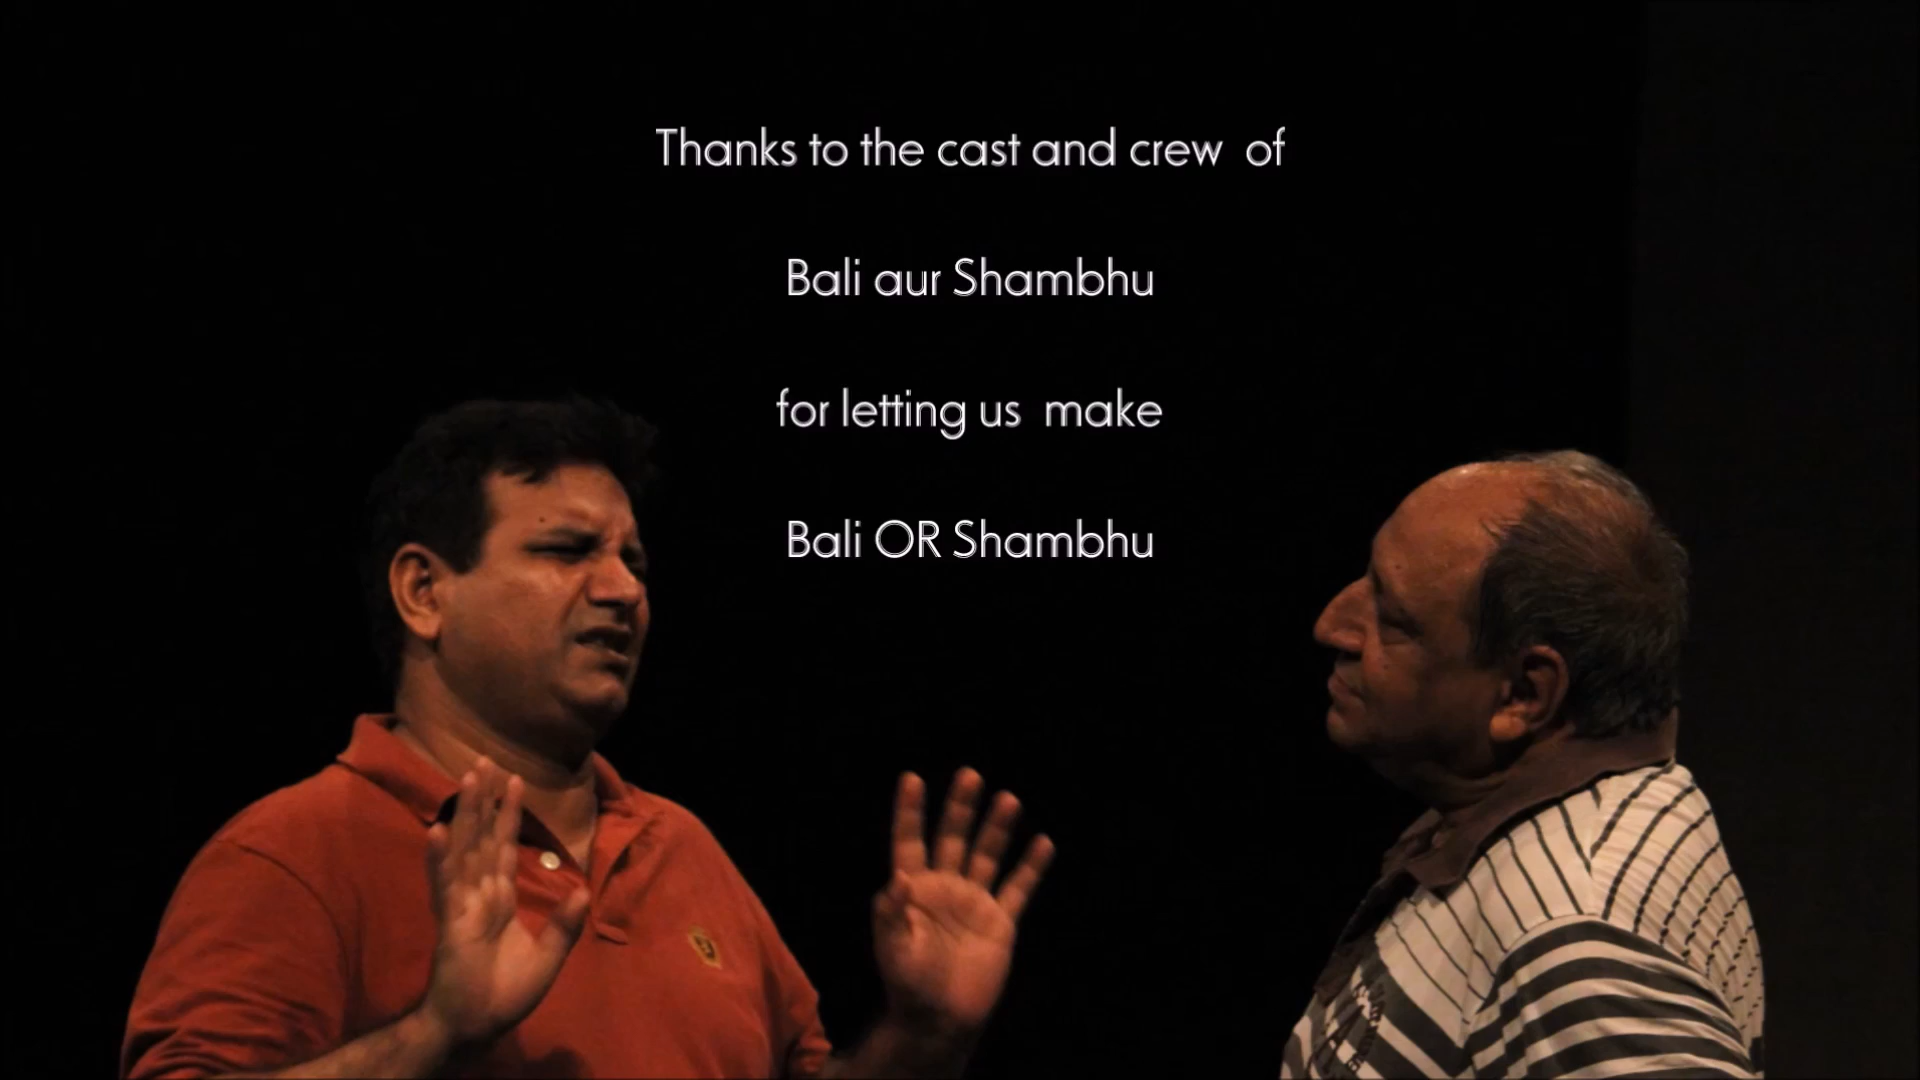 Thanks to the cast and crew of
Bali aur Shambhu
for letting us make
Bali OR Shambhu